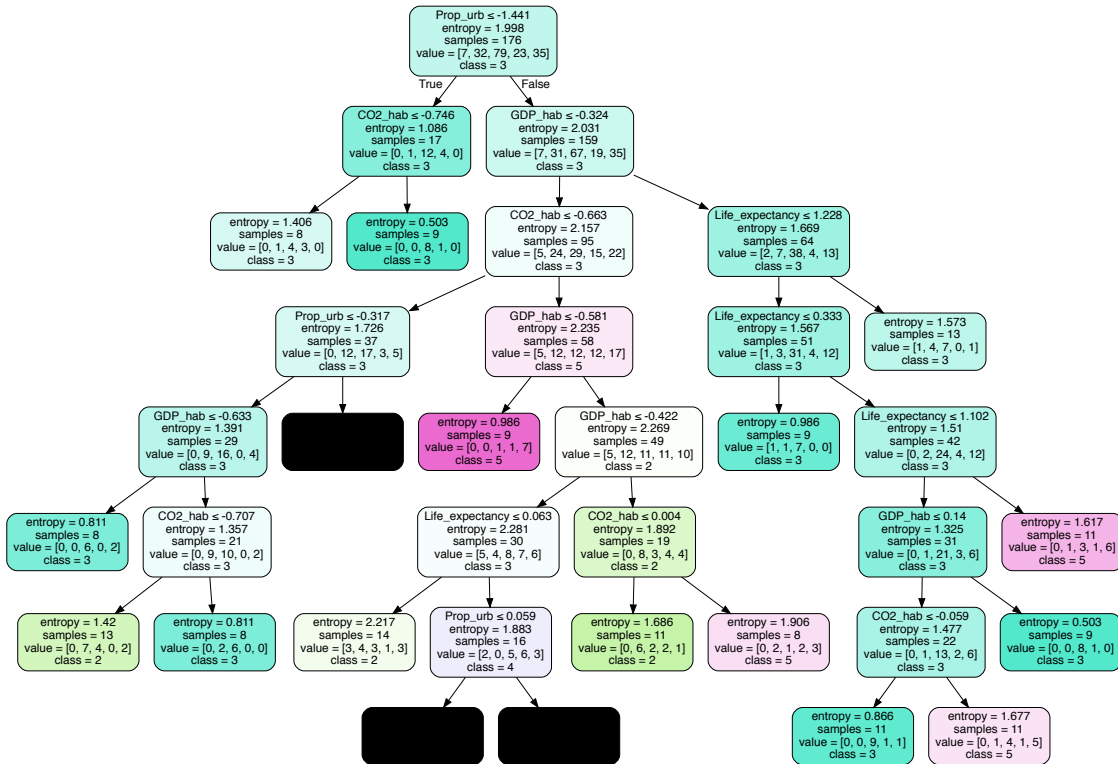 Prop_urb ≤ -1.441
entropy = 1.998
samples = 176
value = [7, 32, 79, 23, 35]
class = 3
True
False
CO2_hab ≤ -0.746
entropy = 1.086
samples = 17
value = [0, 1, 12, 4, 0]
class = 3
GDP_hab ≤ -0.324
entropy = 2.031
samples = 159
value = [7, 31, 67, 19, 35]
class = 3
entropy = 1.406
samples = 8
value = [0, 1, 4, 3, 0]
class = 3
entropy = 0.503
samples = 9
value = [0, 0, 8, 1, 0]
class = 3
CO2_hab ≤ -0.663
entropy = 2.157
samples = 95
value = [5, 24, 29, 15, 22]
class = 3
Life_expectancy ≤ 1.228
entropy = 1.669
samples = 64
value = [2, 7, 38, 4, 13]
class = 3
Prop_urb ≤ -0.317
entropy = 1.726
samples = 37
value = [0, 12, 17, 3, 5]
class = 3
GDP_hab ≤ -0.581
entropy = 2.235
samples = 58
value = [5, 12, 12, 12, 17]
class = 5
Life_expectancy ≤ 0.333
entropy = 1.567
samples = 51
value = [1, 3, 31, 4, 12]
class = 3
entropy = 1.573
samples = 13
value = [1, 4, 7, 0, 1]
class = 3
GDP_hab ≤ -0.633
entropy = 1.391
samples = 29
value = [0, 9, 16, 0, 4]
class = 3
entropy = 0.986
samples = 9
value = [0, 0, 1, 1, 7]
class = 5
GDP_hab ≤ -0.422
entropy = 2.269
samples = 49
value = [5, 12, 11, 11, 10]
class = 2
entropy = 0.986
samples = 9
value = [1, 1, 7, 0, 0]
class = 3
Life_expectancy ≤ 1.102
entropy = 1.51
samples = 42
value = [0, 2, 24, 4, 12]
class = 3
entropy = 0.811
samples = 8
value = [0, 0, 6, 0, 2]
class = 3
CO2_hab ≤ -0.707
entropy = 1.357
samples = 21
value = [0, 9, 10, 0, 2]
class = 3
Life_expectancy ≤ 0.063
entropy = 2.281
samples = 30
value = [5, 4, 8, 7, 6]
class = 3
CO2_hab ≤ 0.004
entropy = 1.892
samples = 19
value = [0, 8, 3, 4, 4]
class = 2
GDP_hab ≤ 0.14
entropy = 1.325
samples = 31
value = [0, 1, 21, 3, 6]
class = 3
entropy = 1.617
samples = 11
value = [0, 1, 3, 1, 6]
class = 5
entropy = 1.42
samples = 13
value = [0, 7, 4, 0, 2]
class = 2
entropy = 0.811
samples = 8
value = [0, 2, 6, 0, 0]
class = 3
entropy = 2.217
samples = 14
value = [3, 4, 3, 1, 3]
class = 2
Prop_urb ≤ 0.059
entropy = 1.883
samples = 16
value = [2, 0, 5, 6, 3]
class = 4
entropy = 1.686
samples = 11
value = [0, 6, 2, 2, 1]
class = 2
entropy = 1.906
samples = 8
value = [0, 2, 1, 2, 3]
class = 5
CO2_hab ≤ -0.059
entropy = 1.477
samples = 22
value = [0, 1, 13, 2, 6]
class = 3
entropy = 0.503
samples = 9
value = [0, 0, 8, 1, 0]
class = 3
entropy = 0.866
samples = 11
value = [0, 0, 9, 1, 1]
class = 3
entropy = 1.677
samples = 11
value = [0, 1, 4, 1, 5]
class = 5